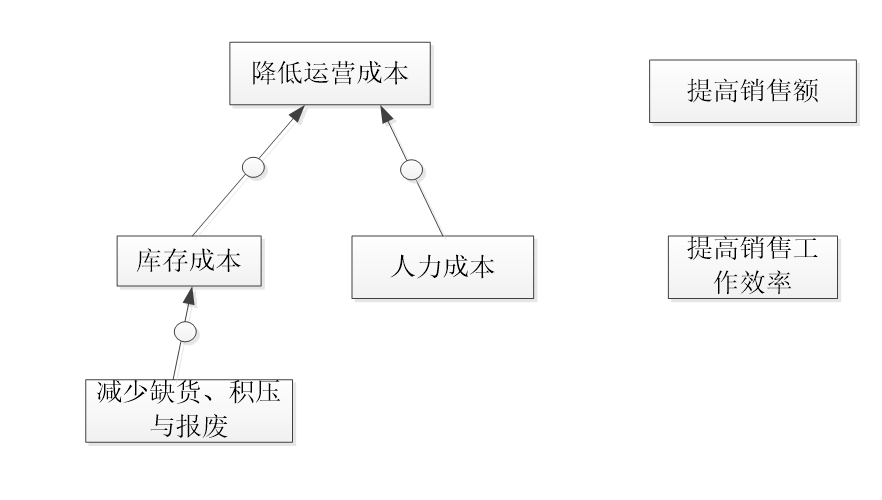 降低运营成本
提高销售额
库存成本
人力成本
提高销售工
作效率
减少缺货、积压
与报废